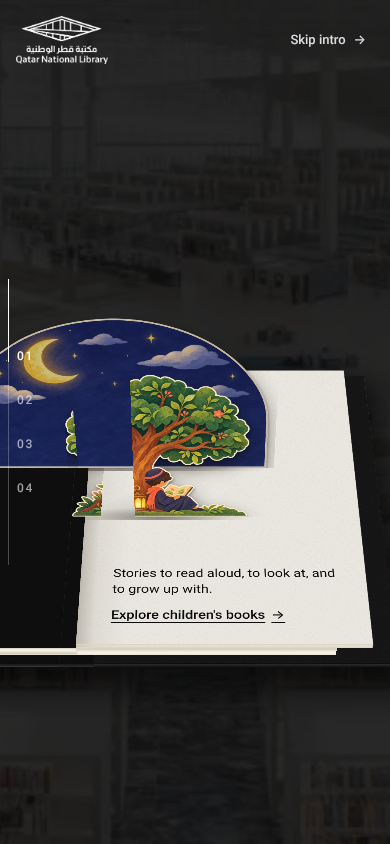 مكتبة قطر الوطنية
Qatar National Library
Skip intro →
01
02
03
04
Stories to read aloud, to look at, and
to grow up with.
Explore children's books →